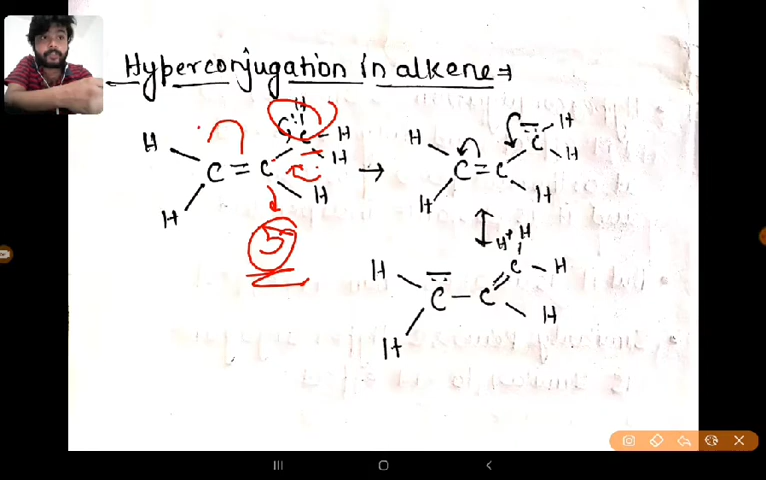 Hyperconjugation in alkene →
H
H C = C C H H H
H
5
H C = C C H H
H H
H⁺ H
H C – C = C H
H H